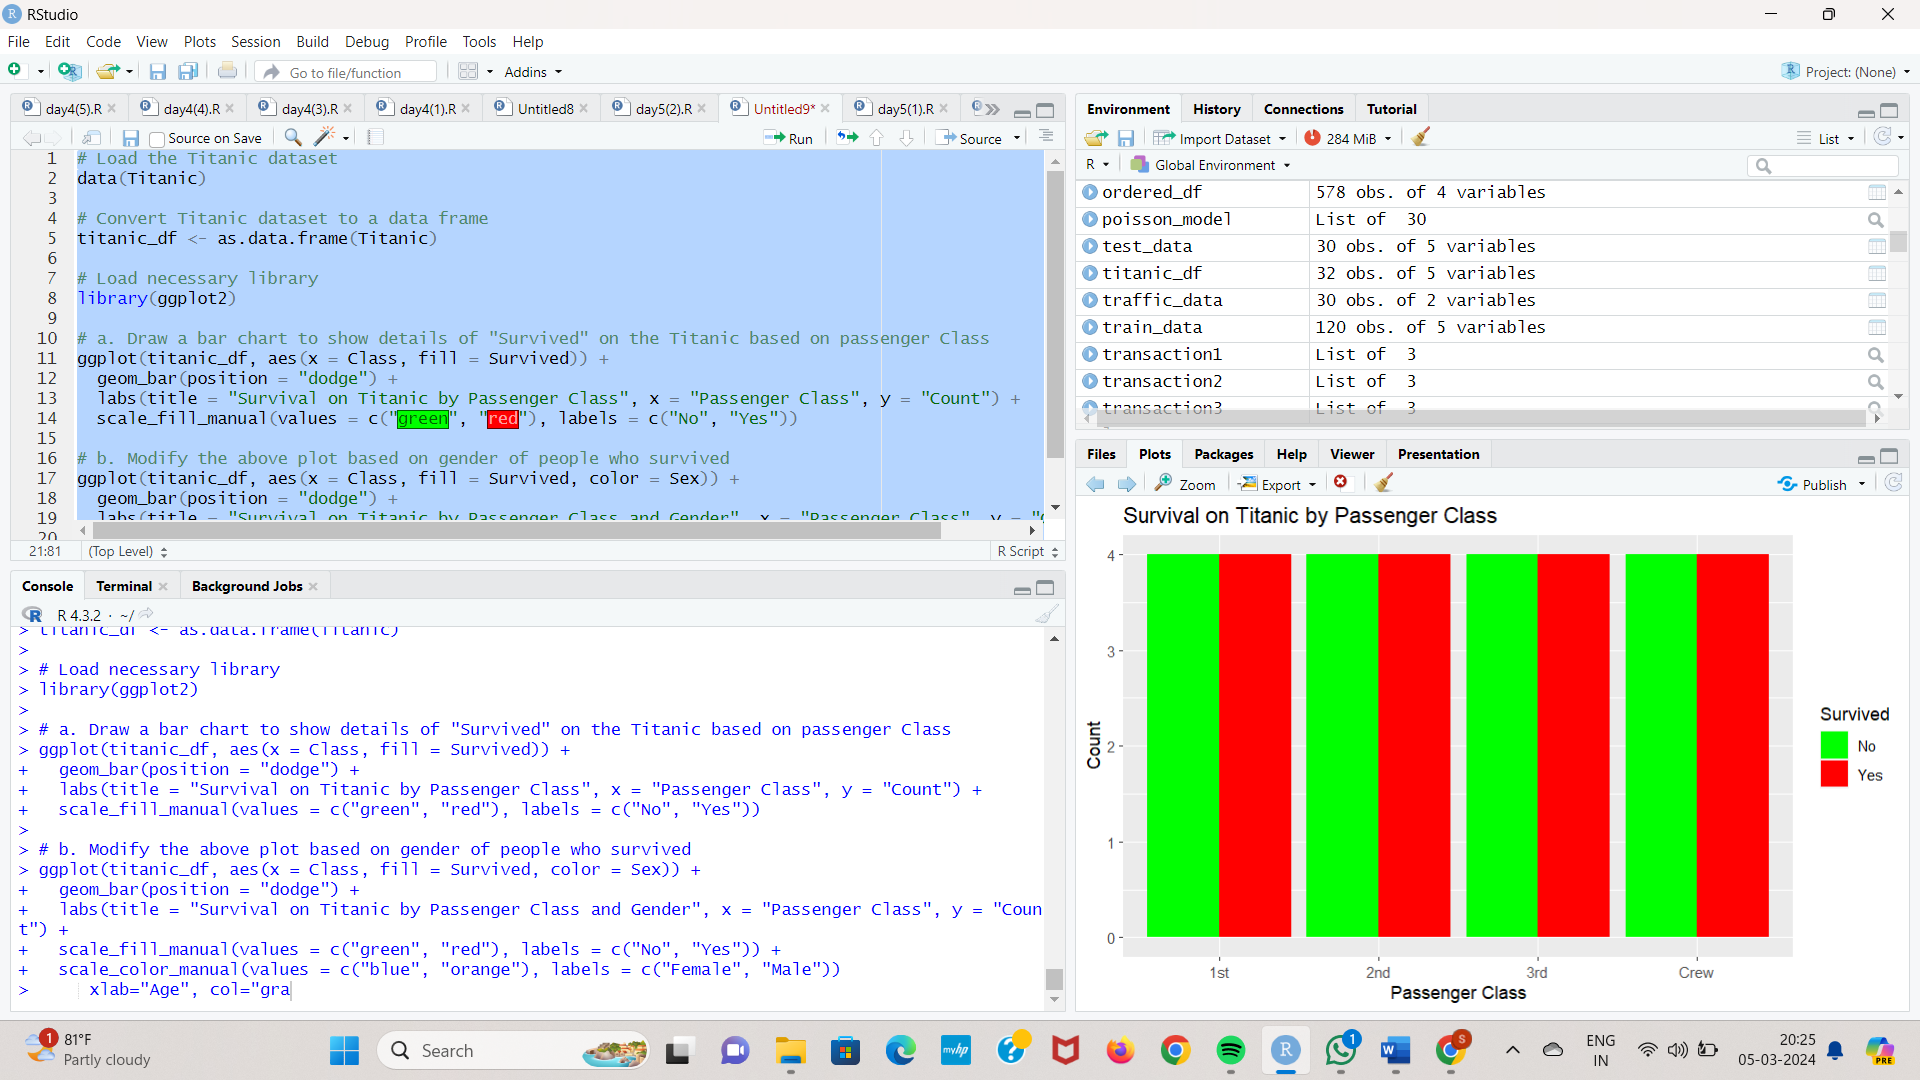 RStudio
File Edit Code View Plots Session Build Debug Profile Tools Help
Go to file/function Addins Project: (None)
day4(5).R day4(4).R day4(3).R day4(1).R Untitled8 day5(2).R Untitled9* day5(1).R
Source on Save Run Source
1 # Load the Titanic dataset
2 data(Titanic)
3
4 # Convert Titanic dataset to a data frame
5 titanic_df <- as.data.frame(Titanic)
6
7 # Load necessary library
8 library(ggplot2)
9
10 # a. Draw a bar chart to show details of "Survived" on the Titanic based on passenger Class
11 ggplot(titanic_df, aes(x = Class, fill = Survived)) +
12 geom_bar(position = "dodge") +
13 labs(title = "Survival on Titanic by Passenger Class", x = "Passenger Class", y = "Count") +
14 scale_fill_manual(values = c("green", "red"), labels = c("No", "Yes"))
15
16 # b. Modify the above plot based on gender of people who survived
17 ggplot(titanic_df, aes(x = Class, fill = Survived, color = Sex)) +
18 geom_bar(position = "dodge") +
19 labs(title = "Survival on Titanic by Passenger Class and Gender", x = "Passenger Class", y = "
20
21:81 (Top Level) R Script
Console Terminal Background Jobs
R 4.3.2 · ~/
> titanic_df <- as.data.frame(Titanic)
>
> # Load necessary library
> library(ggplot2)
>
> # a. Draw a bar chart to show details of "Survived" on the Titanic based on passenger Class
> ggplot(titanic_df, aes(x = Class, fill = Survived)) +
+ geom_bar(position = "dodge") +
+ labs(title = "Survival on Titanic by Passenger Class", x = "Passenger Class", y = "Count") +
+ scale_fill_manual(values = c("green", "red"), labels = c("No", "Yes"))
>
> # b. Modify the above plot based on gender of people who survived
> ggplot(titanic_df, aes(x = Class, fill = Survived, color = Sex)) +
+ geom_bar(position = "dodge") +
+ labs(title = "Survival on Titanic by Passenger Class and Gender", x = "Passenger Class", y = "Coun
t") +
+ scale_fill_manual(values = c("green", "red"), labels = c("No", "Yes")) +
+ scale_color_manual(values = c("blue", "orange"), labels = c("Female", "Male"))
> xlab="Age", col="gra
Environment History Connections Tutorial
Import Dataset 284 MiB List
R Global Environment
ordered_df 578 obs. of 4 variables
poisson_model List of 30
test_data 30 obs. of 5 variables
titanic_df 32 obs. of 5 variables
traffic_data 30 obs. of 2 variables
train_data 120 obs. of 5 variables
transaction1 List of 3
transaction2 List of 3
transaction3 List of 3
Files Plots Packages Help Viewer Presentation
Zoom Export Publish
Survival on Titanic by Passenger Class
4
3
2
1
0
Count
1st 2nd 3rd Crew
Passenger Class
Survived
No
Yes
1 81°F
Partly cloudy
Search
myhp
1
S
ENG
IN
20:25
05-03-2024
PRE